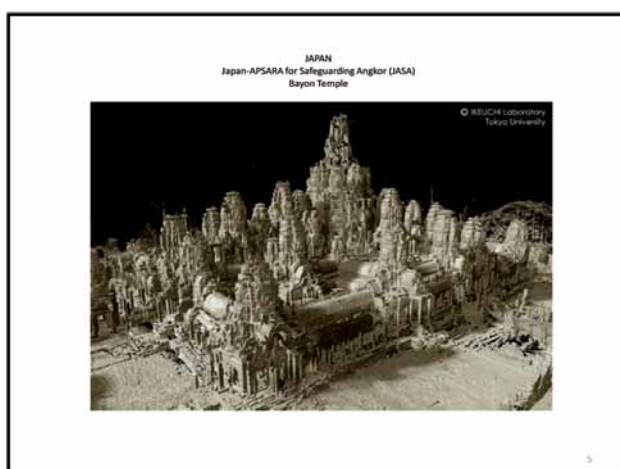 JAPAN
Japan-APSARA for Safeguarding Angkor (JASA)
Bayon Temple
© IKEUCHI Laboratory
Tokyo University
5